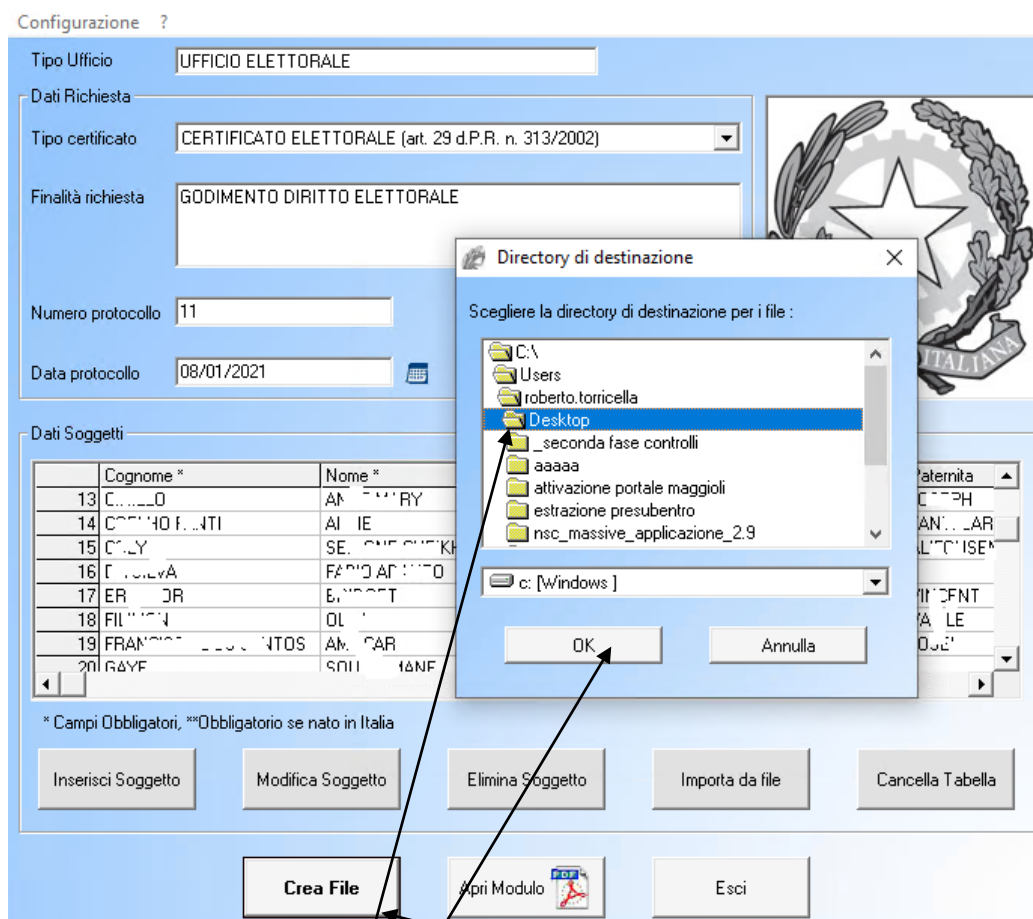 Configurazione ?
Tipo Ufficio UFFICIO ELETTORALE
Dati Richiesta
Tipo certificato CERTIFICATO ELETTORALE (art. 29 d.P.R. n. 313/2002)
Finalità richiesta GODIMENTO DIRITTO ELETTORALE
Numero protocollo 11
Data protocollo 08/01/2021
ITALIANA
Directory di destinazione
Scegliere la directory di destinazione per i file :
C:\
Users
roberto.torricella
Desktop
_seconda fase controlli
aaaaa
attivazione portale maggioli
estrazione presubentro
nsc_massive_applicazione_2.9
c: [Windows ]
OK Annulla
Dati Soggetti
Cognome * Nome * Paternita
13
14
15
16
17
18
19
20 GAYE
* Campi Obbligatori, **Obbligatorio se nato in Italia
Inserisci Soggetto Modifica Soggetto Elimina Soggetto Importa da file Cancella Tabella
Crea File Apri Modulo PDF Esci